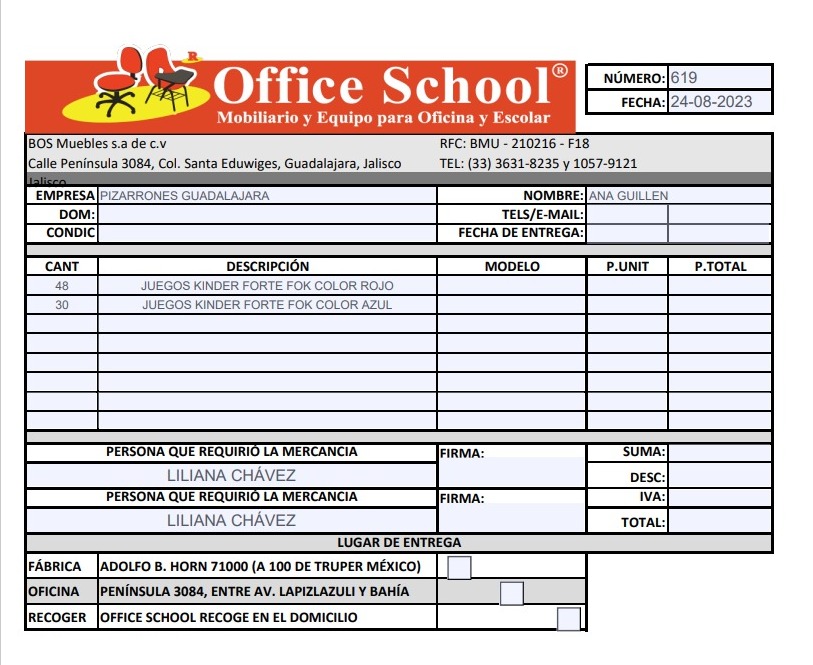 Office School®
R
Mobiliario y Equipo para Oficina y Escolar
NÚMERO: 619
FECHA: 24-08-2023
BOS Muebles s.a de c.v RFC: BMU - 210216 - F18
Calle Península 3084, Col. Santa Eduwiges, Guadalajara, Jalisco TEL: (33) 3631-8235 y 1057-9121
Jalisco
EMPRESA PIZARRONES GUADALAJARA NOMBRE: ANA GUILLEN
DOM: TELS/E-MAIL:
CONDIC FECHA DE ENTREGA:
CANT DESCRIPCIÓN MODELO P.UNIT P.TOTAL
48 JUEGOS KINDER FORTE FOK COLOR ROJO
30 JUEGOS KINDER FORTE FOK COLOR AZUL
PERSONA QUE REQUIRIÓ LA MERCANCIA FIRMA: SUMA:
LILIANA CHÁVEZ DESC:
PERSONA QUE REQUIRIÓ LA MERCANCIA FIRMA: IVA:
LILIANA CHÁVEZ TOTAL:
LUGAR DE ENTREGA
FÁBRICA ADOLFO B. HORN 71000 (A 100 DE TRUPER MÉXICO)
OFICINA PENÍNSULA 3084, ENTRE AV. LAPIZLAZULI Y BAHÍA
RECOGER OFFICE SCHOOL RECOGE EN EL DOMICILIO